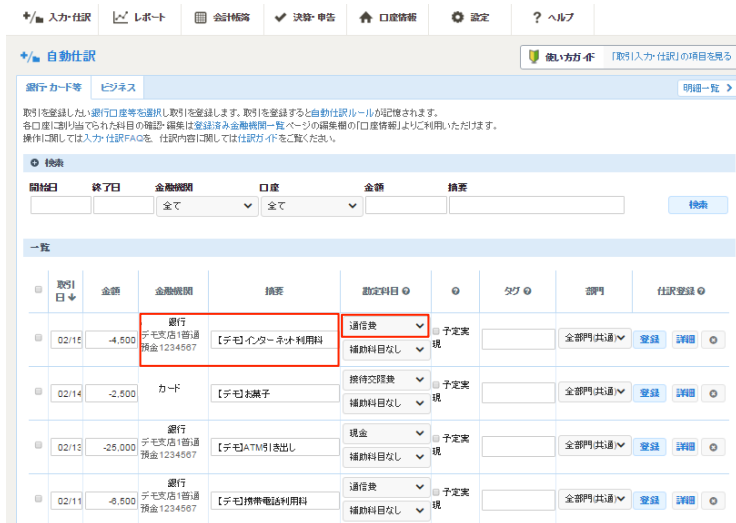 入力・仕訳 レポート 会計帳簿 決算・申告 口座情報 設定 ? ヘルプ
自動仕訳
使い方ガイド 「取引入力・仕訳」の項目を見る
銀行・カード等 ビジネス 明細一覧
取引を登録したい銀行口座等を選択し取引を登録します。取引を登録すると自動仕訳ルールが記憶されます。
各口座に割り当てられた科目の確認・編集は登録済み金融機関一覧ページの編集欄の「口座情報」よりご利用いただけます。
操作に関しては入力・仕訳FAQを、仕訳内容に関しては仕訳ガイドをご覧ください。
検索
開始日 終了日 金融機関 口座 金額 摘要
全て 全て 検索
一覧
取引日 金額 金融機関 摘要 勘定科目 タグ 部門 仕訳登録
銀行
02/15 -4,500 デモ支店1普通預金1234567 【デモ】インターネット利用料 通信費 予定実現 全部門(共通) 登録 詳細
補助科目なし
02/14 -2,500 カード 【デモ】お菓子 接待交際費 予定実現 全部門(共通) 登録 詳細
補助科目なし
銀行
02/13 -25,000 デモ支店1普通預金1234567 【デモ】ATM引き出し 現金 予定実現 全部門(共通) 登録 詳細
補助科目なし
銀行
02/11 -6,500 デモ支店1普通預金1234567 【デモ】携帯電話利用料 通信費 予定実現 全部門(共通) 登録 詳細
補助科目なし